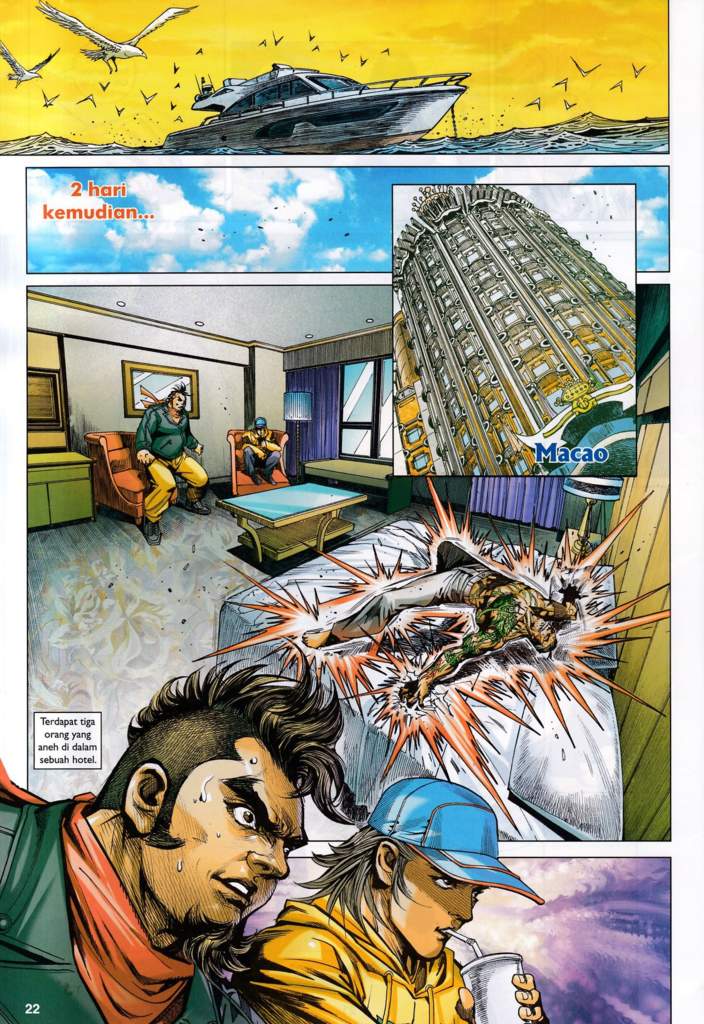 2 hari
kemudian...
Macao
Terdapat tiga
orang yang
aneh di dalam
sebuah hotel.
22